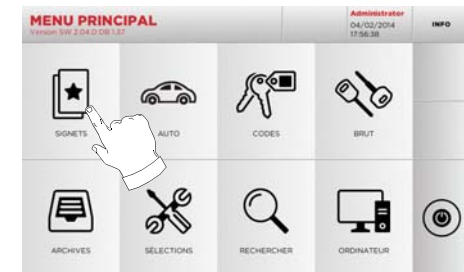 MENU PRINCIPAL
Version SW 2.04.D DB 1,37
Administrator
04/02/2014
17:56:38
INFO
SIGNETS
AUTO
CODES
BRUT
ARCHIVES
SÉLECTIONS
RECHERCHER
ORDINATEUR